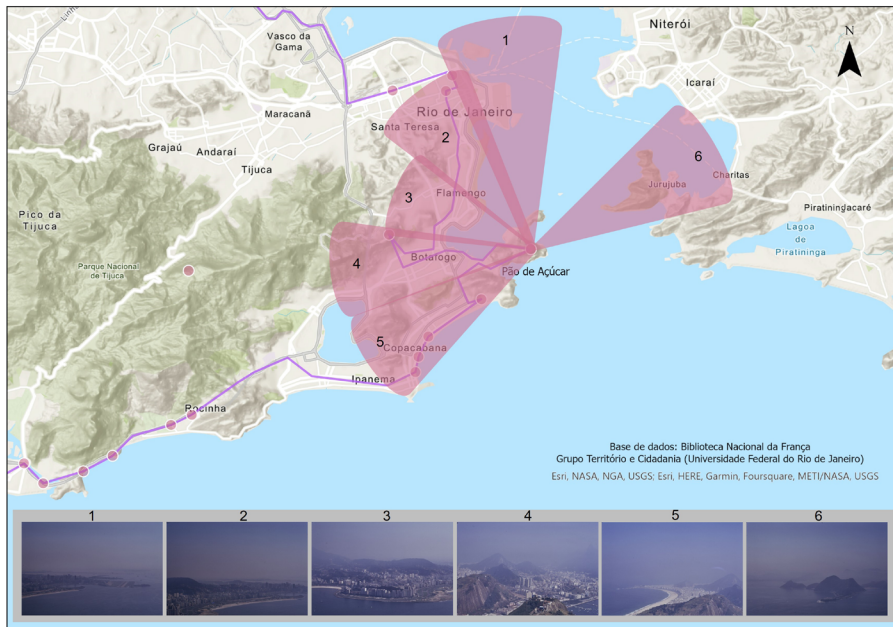 Linha
Vasco da
Gama
1
Niterói
N
Icaraí
Maracanã
Rio de Janeiro
Santa Teresa
2
Grajaú
Andaraí
Tijuca
6
Charitas
Jurujuba
3
Flamengo
Piratiningacaré
Pico da
Tijuca
Lagoa
de
Piratininga
Parque Nacional
de Tijuca
4
Botafogo
Pão de Açúcar
5
Copacabana
Ipanema
Rocinha
Base de dados: Biblioteca Nacional da França
Grupo Território e Cidadania (Universidade Federal do Rio de Janeiro)
Esri, NASA, NGA, USGS; Esri, HERE, Garmin, Foursquare, METI/NASA, USGS
1 2 3 4 5 6